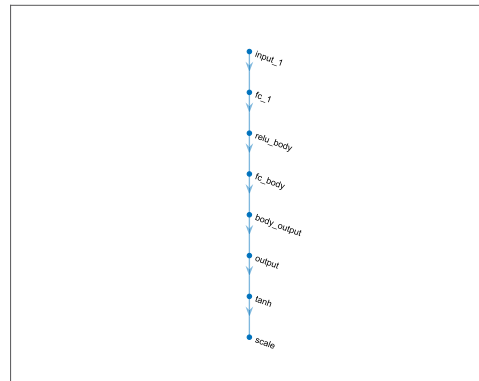 input_1
fc_1
relu_body
fc_body
body_output
output
tanh
scale